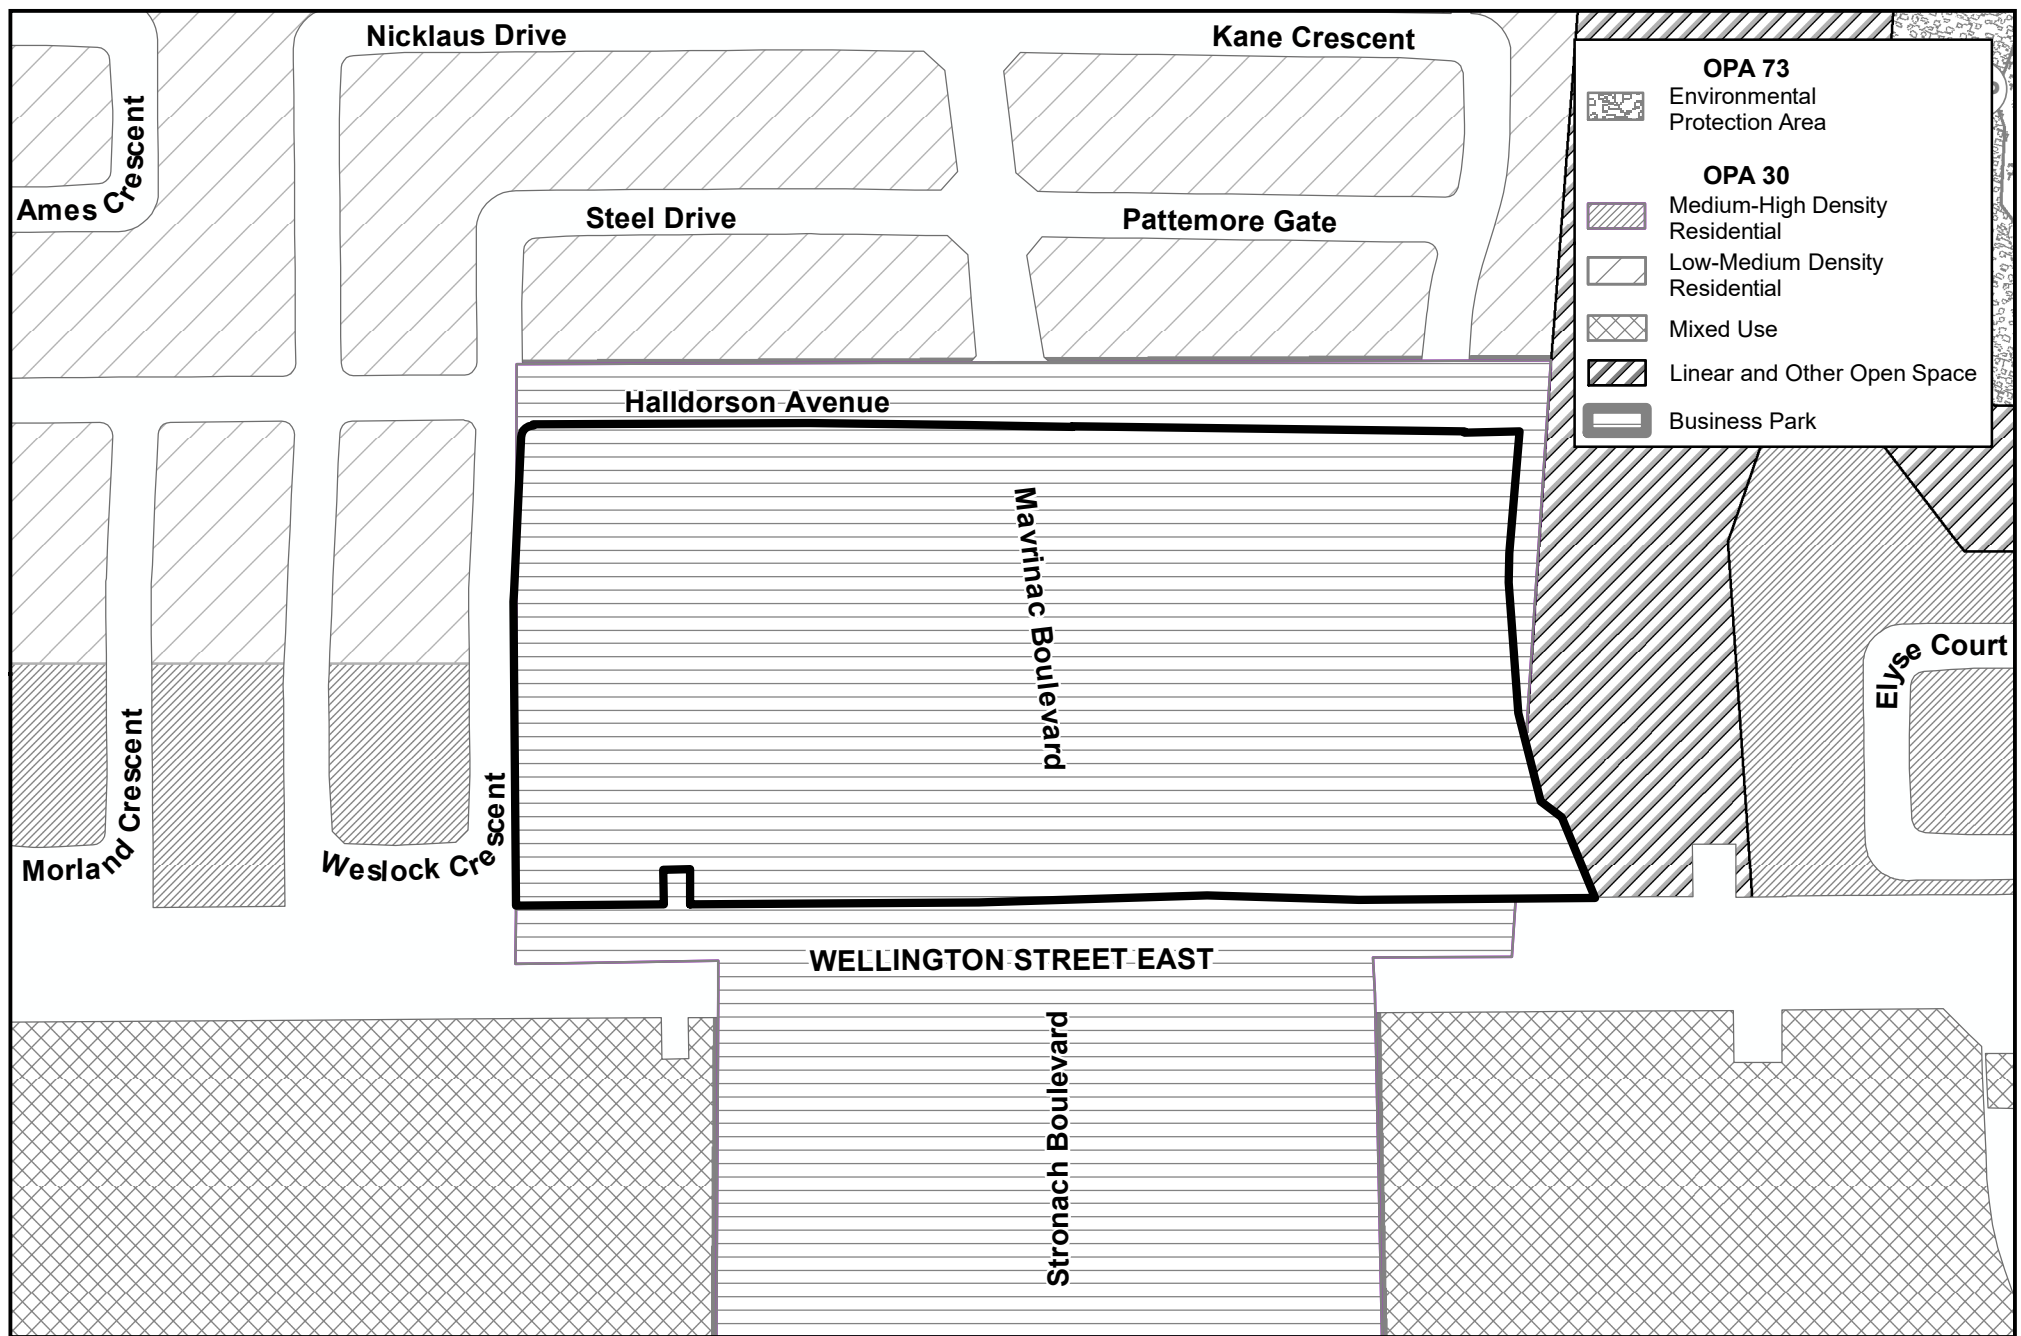 Nicklaus Drive
Kane Crescent
OPA 73
Environmental
Protection Area
OPA 30
Medium-High Density
Residential
Low-Medium Density
Residential
Mixed Use
Linear and Other Open Space
Business Park
Ames Crescent
Steel Drive
Pattemore Gate
Halldorson Avenue
Mavrinac Boulevard
Elyse Court
Morland Crescent
Weslock Crescent
WELLINGTON STREET EAST
Stronach Boulevard